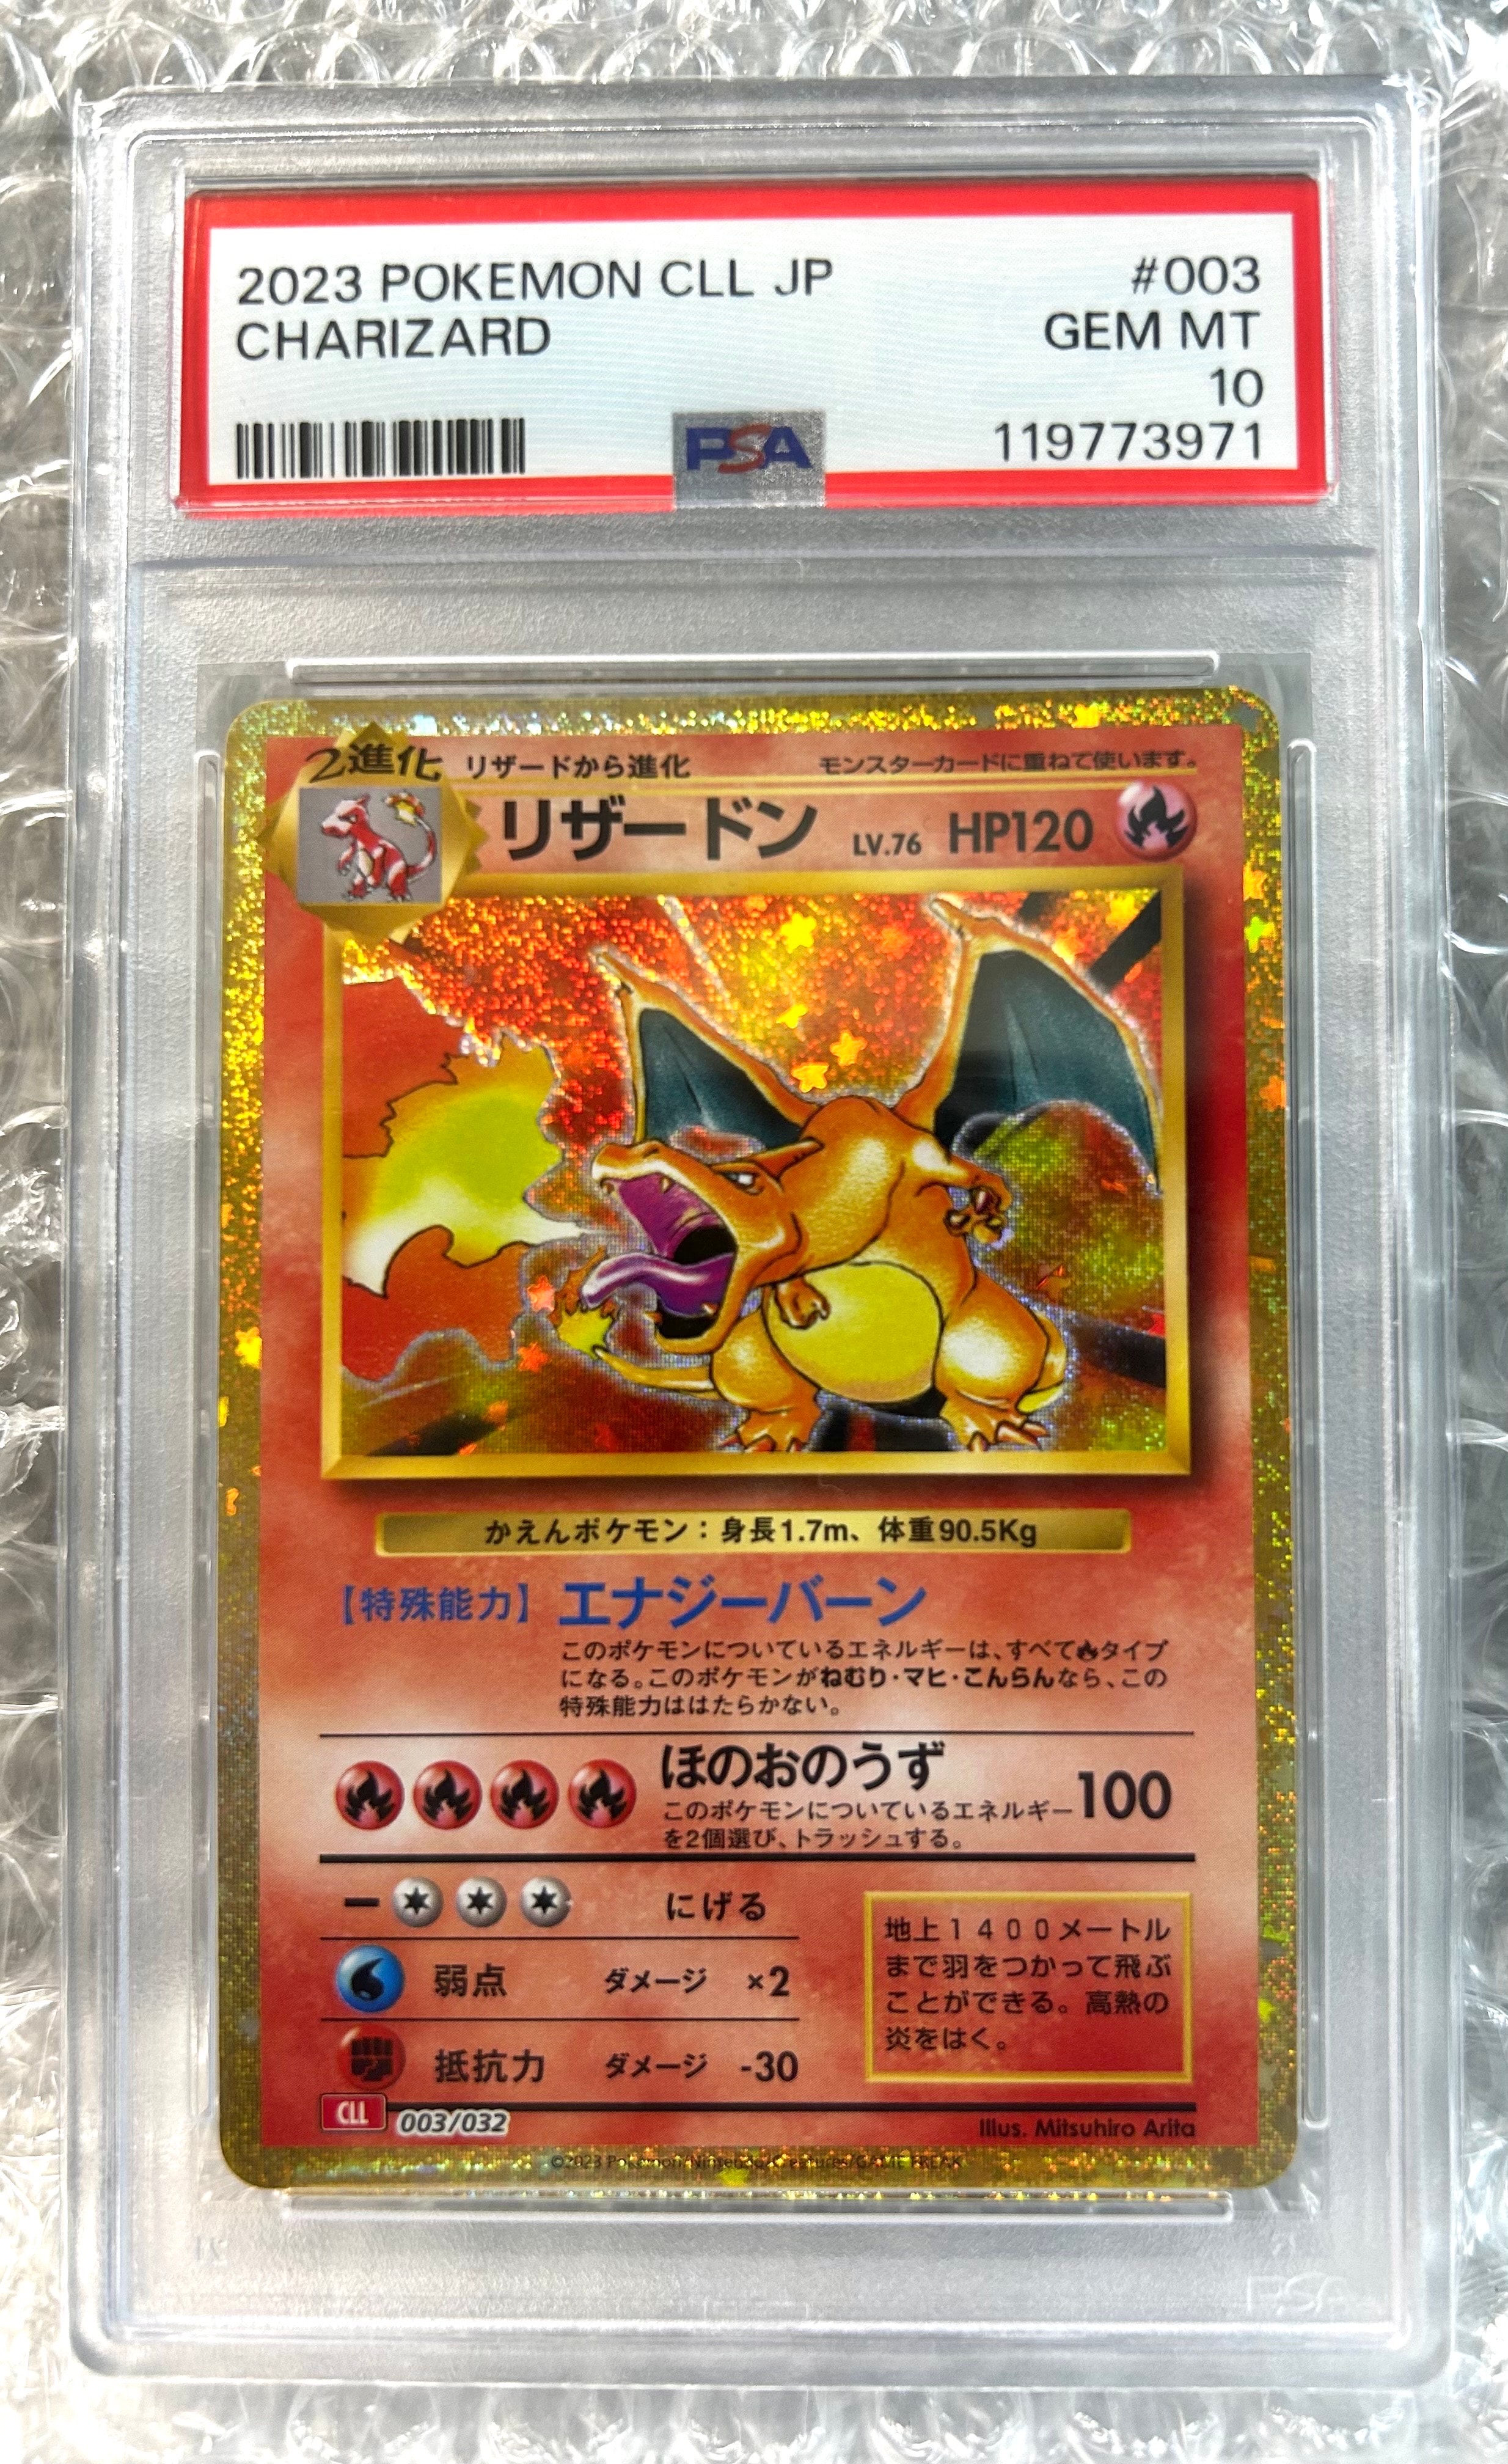 2023 POKEMON CLL JP #003
CHARIZARD GEM MT
10
PSA 119773971
2進化 リザードから進化 モンスターカードに重ねて使います。
リザードン LV.76 HP120
かえんポケモン：身長1.7m、体重90.5Kg
【特殊能力】 エナジーバーン
このポケモンについているエネルギーは、すべてタイプ
になる。このポケモンがねむり・マヒ・こんらんなら、この
特殊能力ははたらかない。
ほのおのうず
このポケモンについているエネルギー 100
を2個選び、トラッシュする。
にげる
弱点 ダメージ ×2
抵抗力 ダメージ -30
地上１４００メートル
まで羽をつかって飛ぶ
ことができる。高熱の
炎をはく。
CLL 003/032 Illus. Mitsuhiro Arita
©2023 Pokémon/Nintendo/Creatures/GAME FREAK
PSA